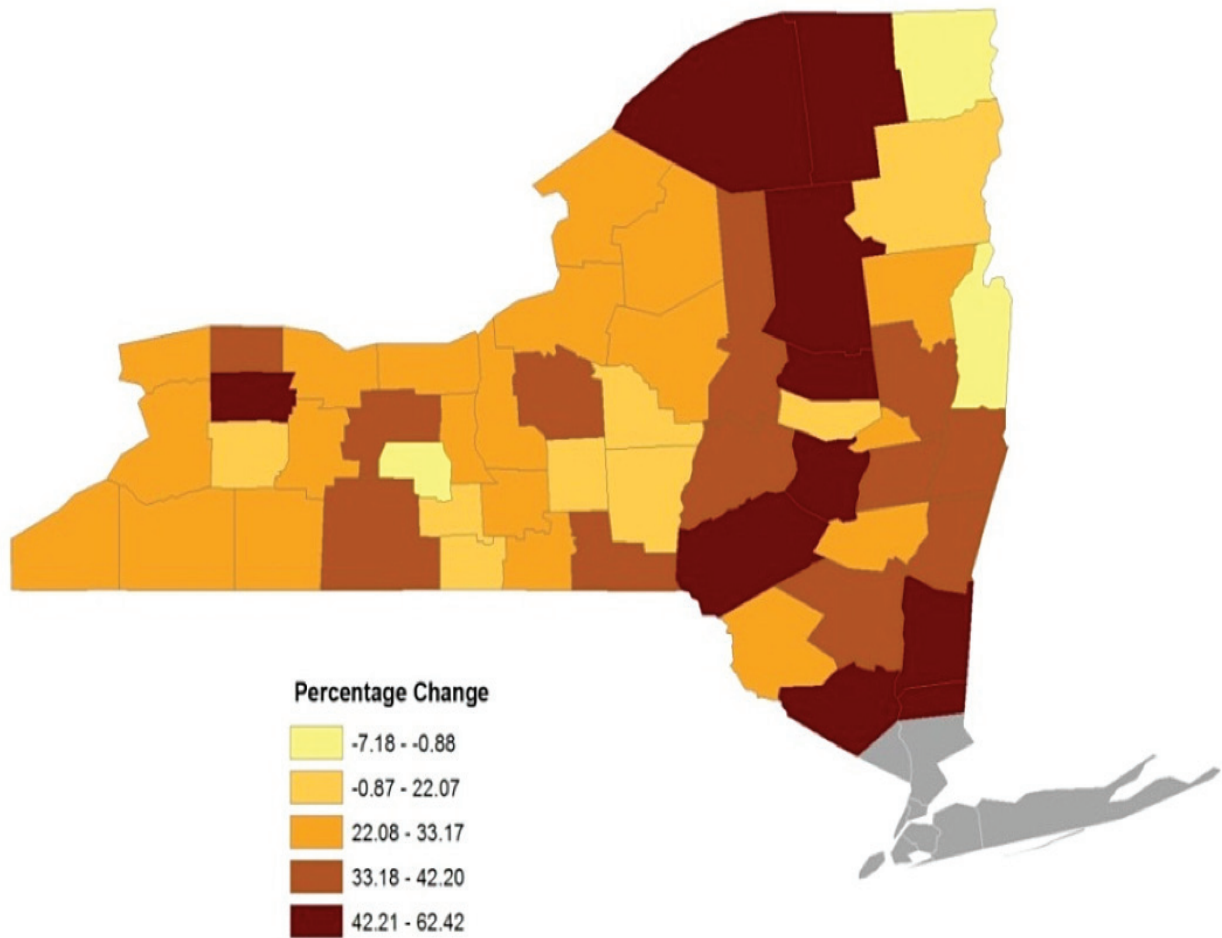 Percentage Change
-7.18 - -0.88
-0.87 - 22.07
22.08 - 33.17
33.18 - 42.20
42.21 - 62.42